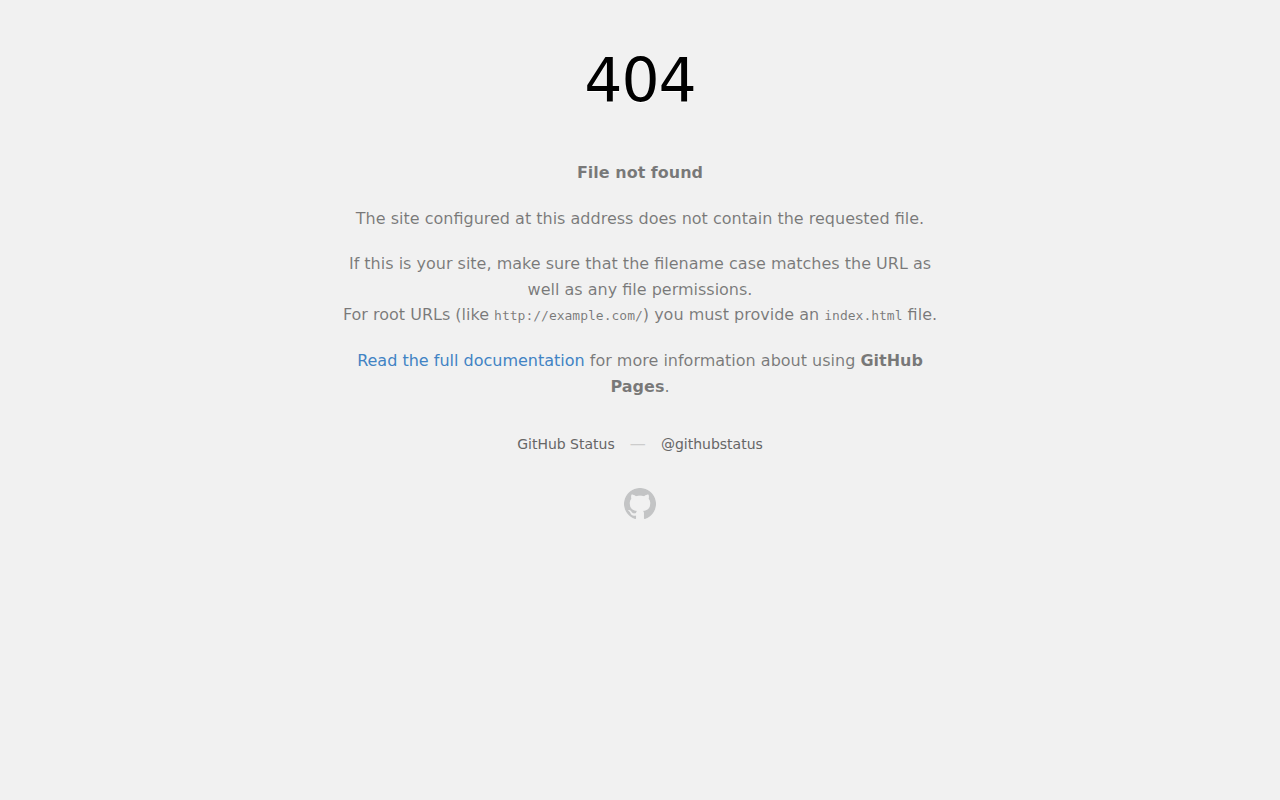 404
File not found
The site configured at this address does not contain the requested file.
If this is your site, make sure that the filename case matches the URL as
well as any file permissions.
For root URLs (like http://example.com/) you must provide an index.html file.
Read the full documentation for more information about using GitHub
Pages.
GitHub Status — @githubstatus